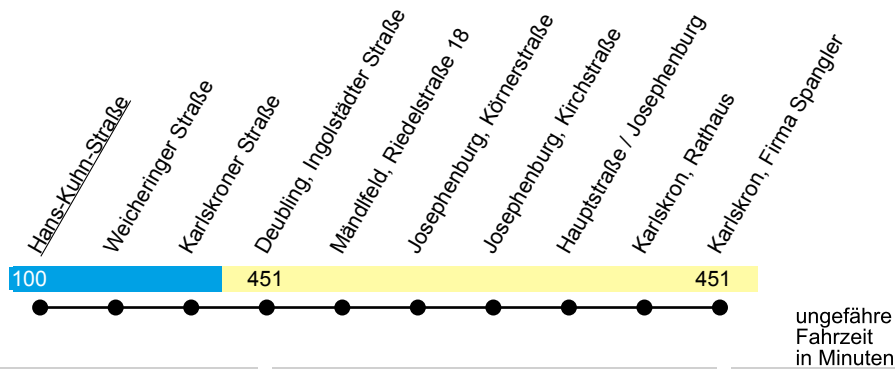 Hans-Kuhn-Straße
Weicheringer Straße
Karlskroner Straße
Deubling, Ingolstädter Straße
Mändlfeld, Riedelstraße 18
Josephenburg, Körnerstraße
Josephenburg, Kirchstraße
Hauptstraße / Josephenburg
Karlskron, Rathaus
Karlskron, Firma Spangler
100 451 451
ungefähre
Fahrzeit
in Minuten